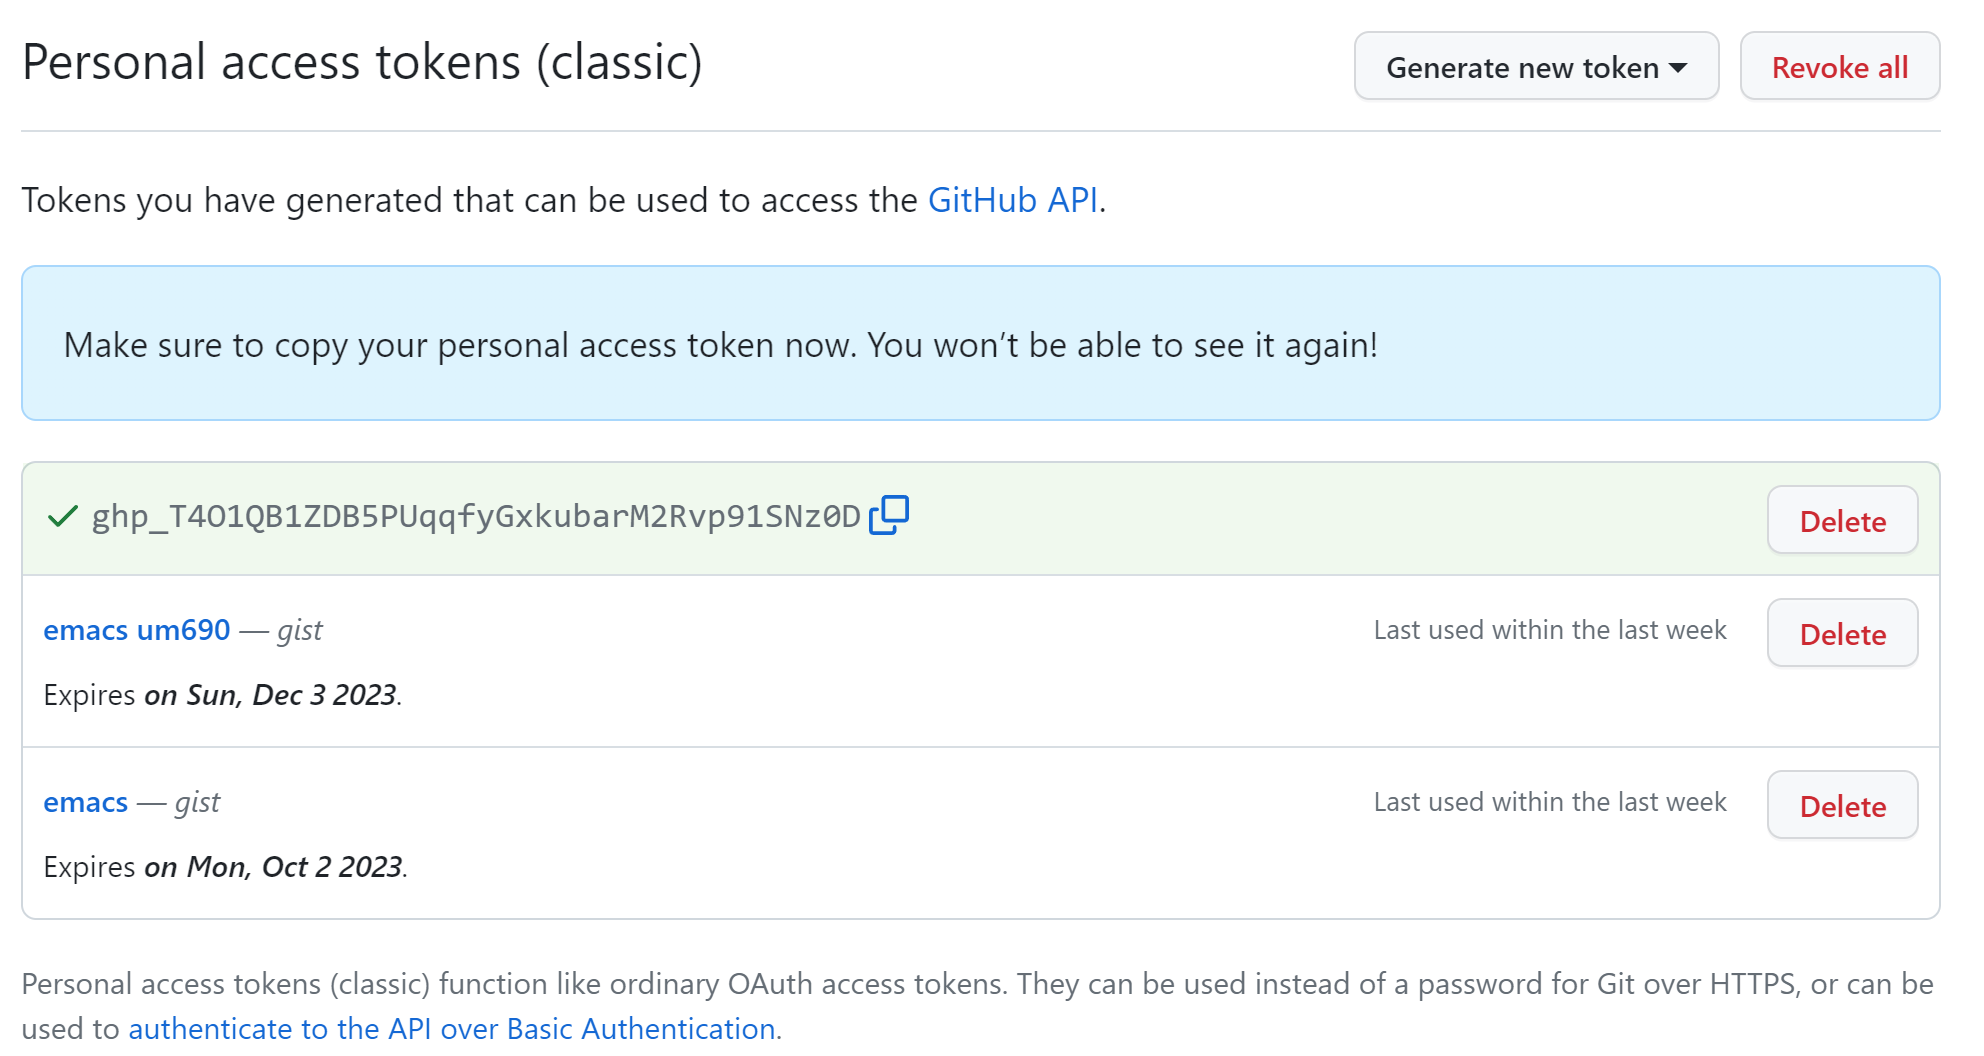 Personal access tokens (classic)
Generate new token
Revoke all
Tokens you have generated that can be used to access the GitHub API.
Make sure to copy your personal access token now. You won’t be able to see it again!
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
Delete
emacs um690 — gist
Last used within the last week
Delete
Expires on Sun, Dec 3 2023.
emacs — gist
Last used within the last week
Delete
Expires on Mon, Oct 2 2023.
Personal access tokens (classic) function like ordinary OAuth access tokens. They can be used instead of a password for Git over HTTPS, or can be
used to authenticate to the API over Basic Authentication.